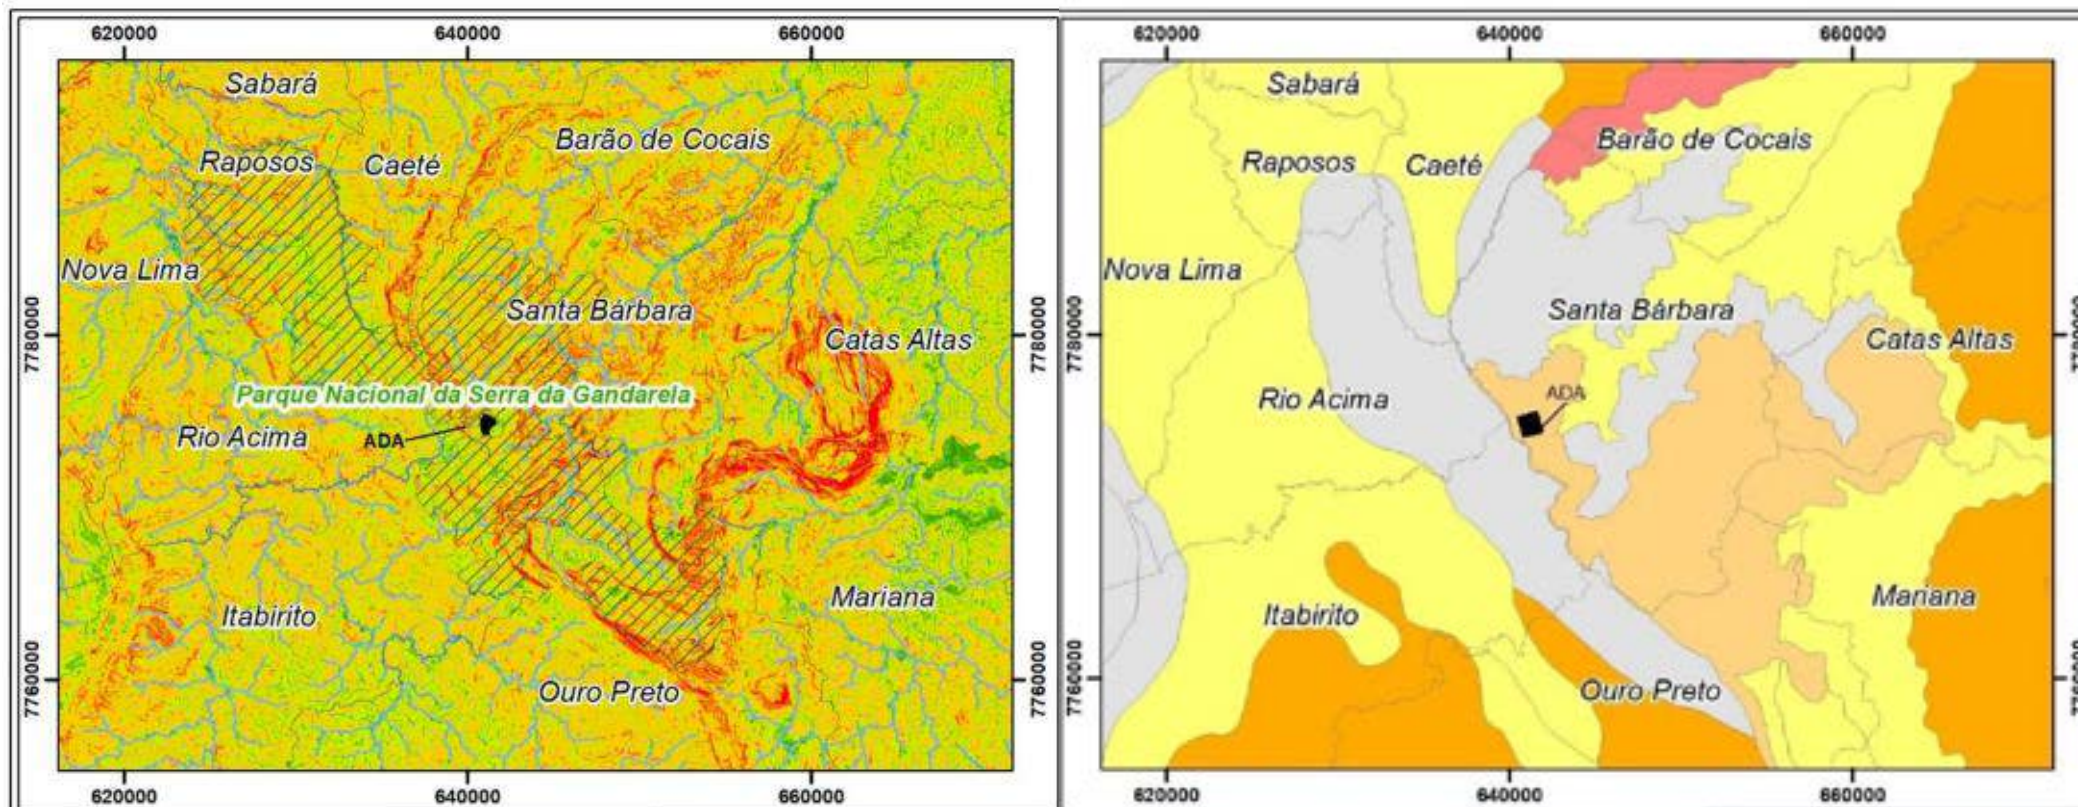 620000 640000 660000
Sabará
Barão de Cocais
Raposos
Caeté
Nova Lima
Santa Bárbara
7780000
7780000
Catas Altas
Parque Nacional da Serra da Gandarela
Rio Acima
ADA
Mariana
Itabirito
7760000
7760000
Ouro Preto
620000 640000 660000
620000 640000 660000
Sabará
Barão de Cocais
Raposos
Caeté
Nova Lima
Santa Bárbara
7780000
7780000
Catas Altas
Rio Acima
ADA
Mariana
Itabirito
7760000
Ouro Preto
620000 640000 660000